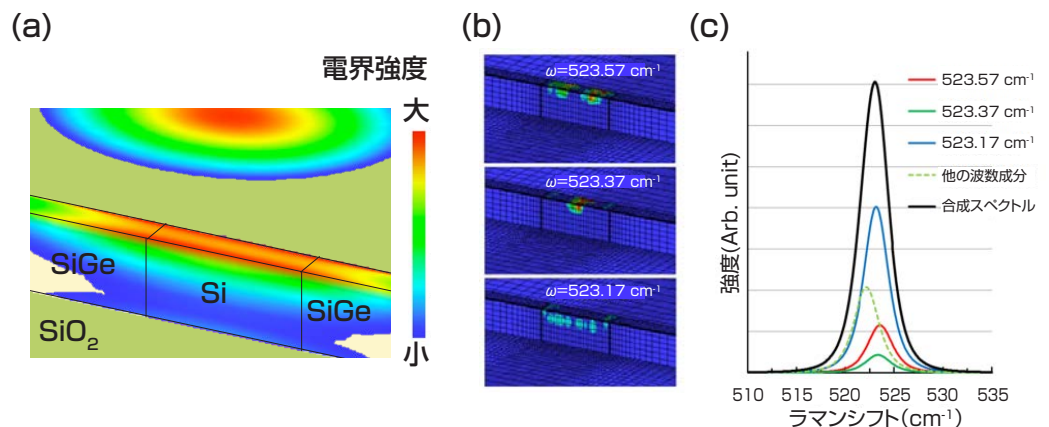 (a)
電界強度
大
小
SiGe
Si
SiGe
SiO₂
(b)
ω=523.57 cm⁻¹
ω=523.37 cm⁻¹
ω=523.17 cm⁻¹
(c)
強度(Arb. unit)
523.57 cm⁻¹
523.37 cm⁻¹
523.17 cm⁻¹
他の波数成分
合成スペクトル
510 515 520 525 530 535
ラマンシフト(cm⁻¹)